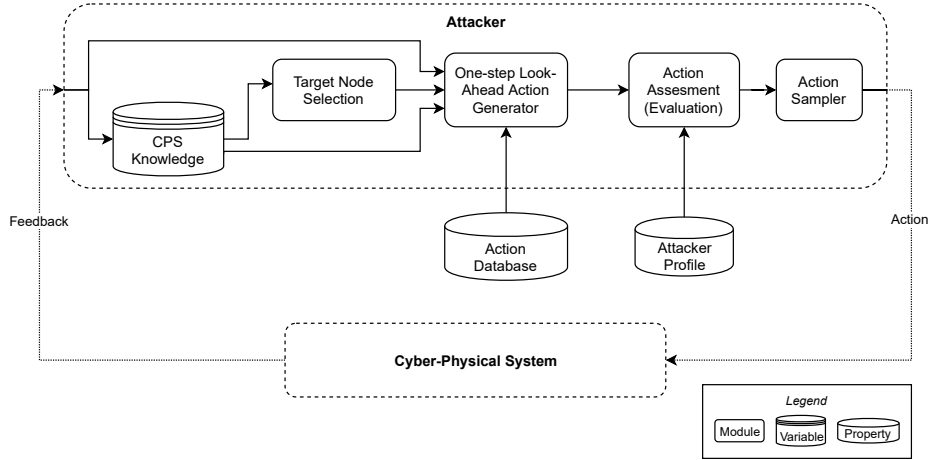 Attacker
Target Node
Selection
One-step Look-
Ahead Action
Generator
Action
Assesment
(Evaluation)
Action
Sampler
CPS
Knowledge
Feedback
Action
Action
Database
Attacker
Profile
Cyber-Physical System
Legend
Module
Variable
Property